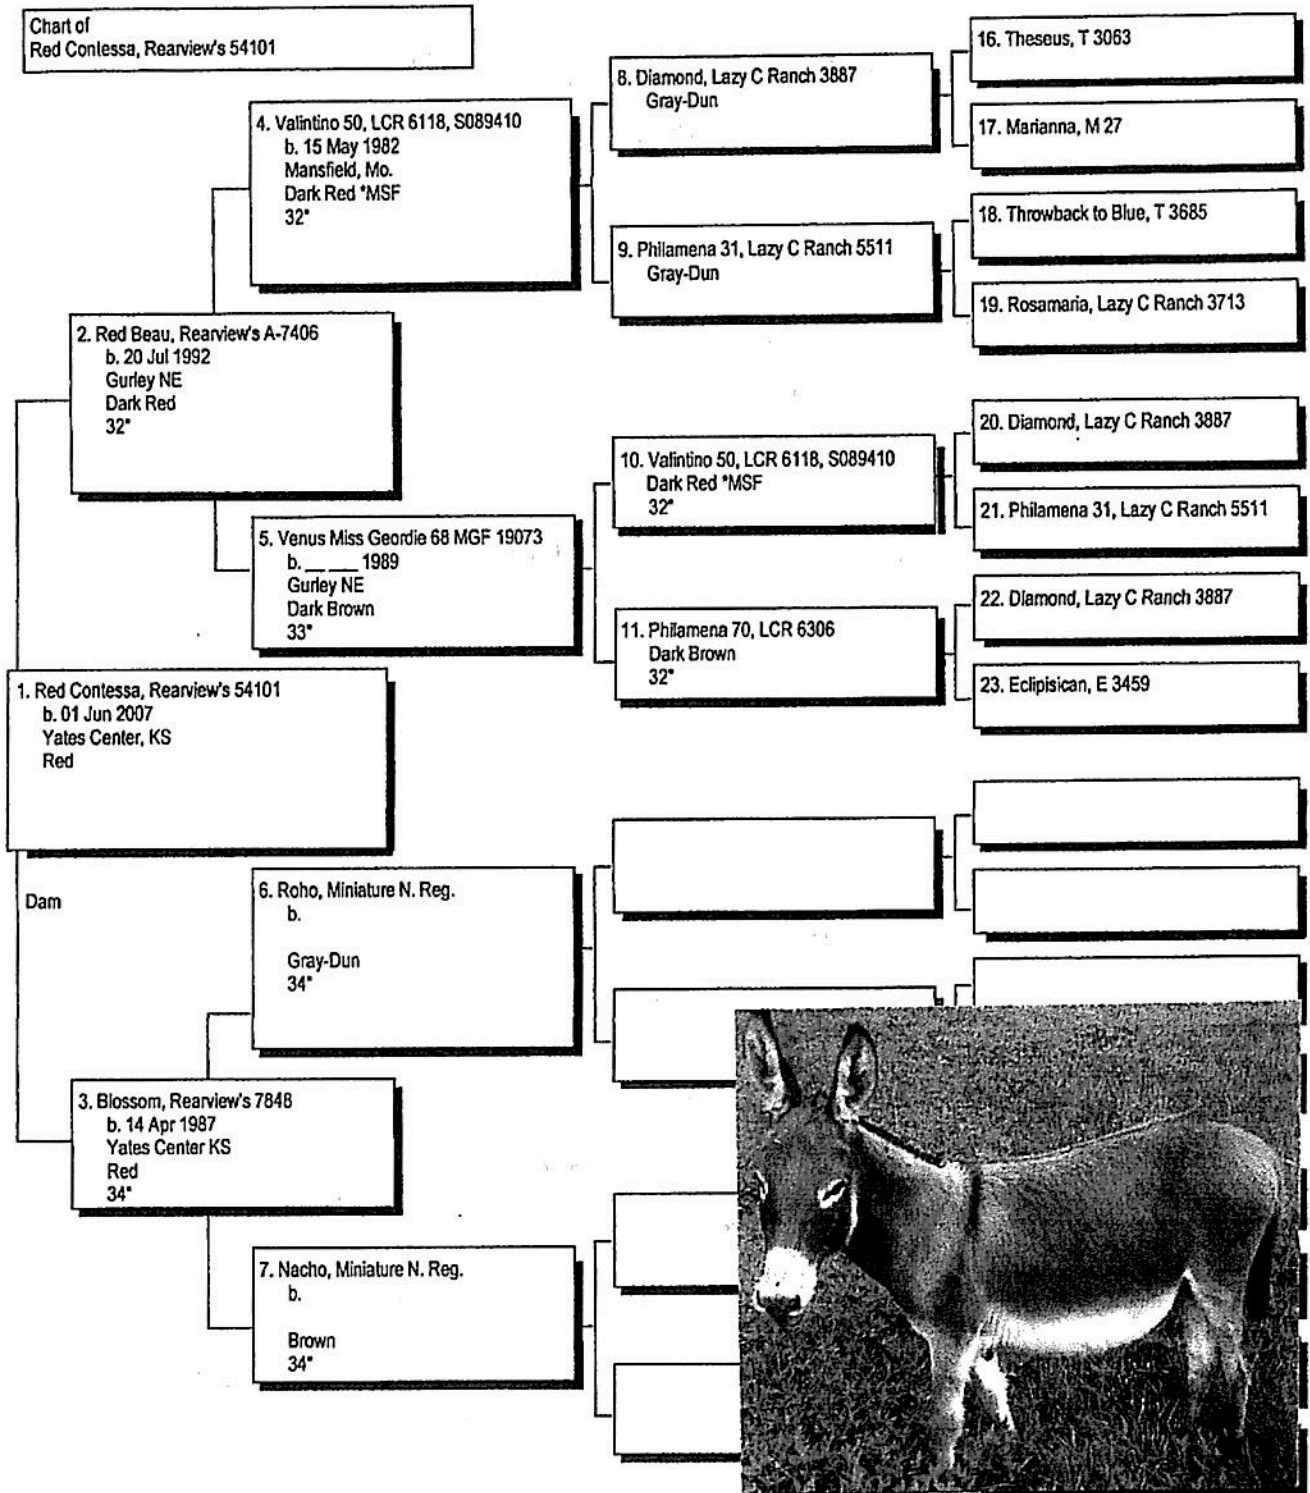 Chart of
Red Contessa, Rearview's 54101
16. Theseus, T 3063
8. Diamond, Lazy C Ranch 3887
Gray-Dun
17. Marianna, M 27
4. Valintino 50, LCR 6118, S089410
b. 15 May 1982
Mansfield, Mo.
Dark Red *MSF
32"
18. Throwback to Blue, T 3685
9. Philamena 31, Lazy C Ranch 5511
Gray-Dun
19. Rosamaria, Lazy C Ranch 3713
2. Red Beau, Rearview's A-7406
b. 20 Jul 1992
Gurley NE
Dark Red
32"
20. Diamond, Lazy C Ranch 3887
10. Valintino 50, LCR 6118, S089410
Dark Red *MSF
32"
21. Philamena 31, Lazy C Ranch 5511
5. Venus Miss Geordie 68 MGF 19073
b. __ ___ 1989
Gurley NE
Dark Brown
33"
22. Diamond, Lazy C Ranch 3887
11. Philamena 70, LCR 6306
Dark Brown
32"
23. Eclipisican, E 3459
1. Red Contessa, Rearview's 54101
b. 01 Jun 2007
Yates Center, KS
Red
Dam
6. Roho, Miniature N. Reg.
b.
Gray-Dun
34"
3. Blossom, Rearview's 7848
b. 14 Apr 1987
Yates Center KS
Red
34"
7. Nacho, Miniature N. Reg.
b.
Brown
34"